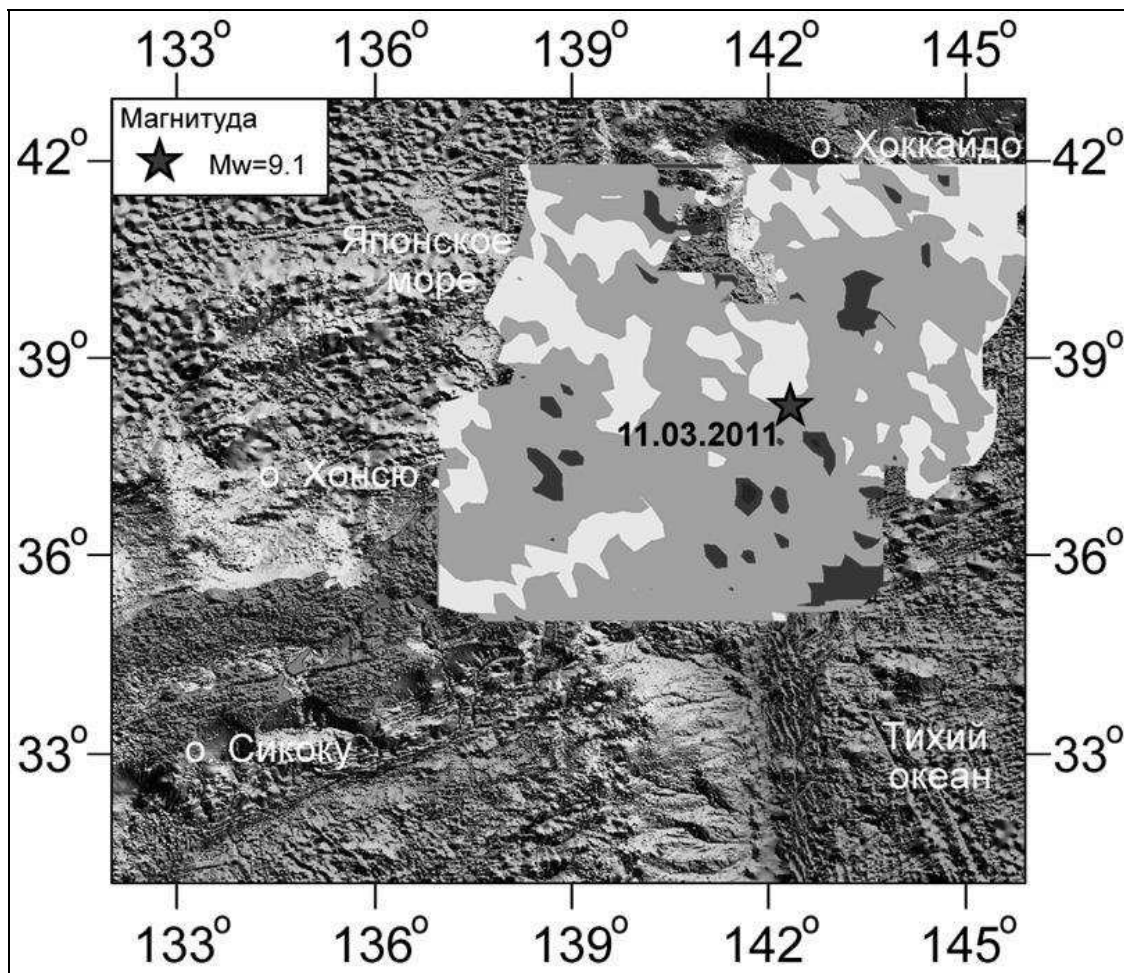 133° 136° 139° 142° 145°
Магнитуда
Mw=9.1
42° 42°
о. Хоккайдо
Японское
море
39° 39°
11.03.2011
о. Хонсю
36° 36°
о. Сикоку
33° 33°
Тихий
океан
133° 136° 139° 142° 145°